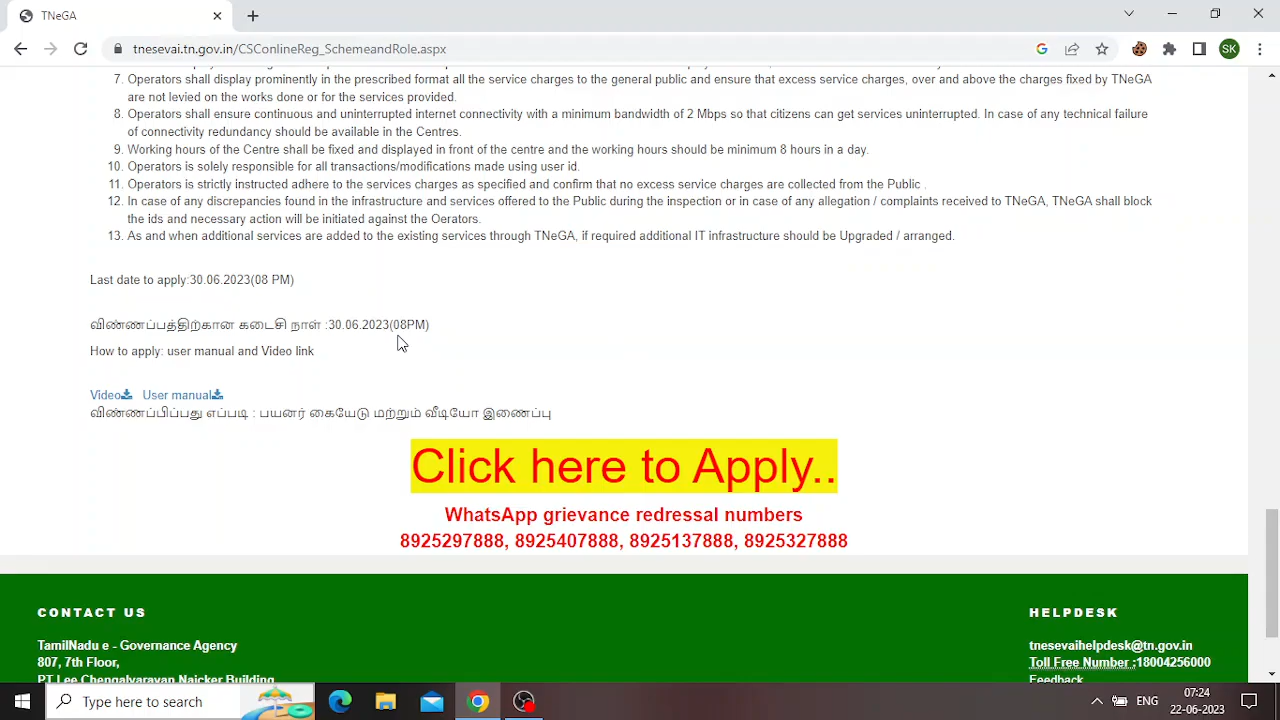 TNeGA
tnesevai.tn.gov.in/CSConlineReg_SchemeandRole.aspx
SK
7. Operators shall display prominently in the prescribed format all the service charges to the general public and ensure that excess service charges, over and above the charges fixed by TNeGA
are not levied on the works done or for the services provided.
8. Operators shall ensure continuous and uninterrupted internet connectivity with a minimum bandwidth of 2 Mbps so that citizens can get services uninterrupted. In case of any technical failure
of connectivity redundancy should be available in the Centres.
9. Working hours of the Centre shall be fixed and displayed in front of the centre and the working hours should be minimum 8 hours in a day.
10. Operators is solely responsible for all transactions/modifications made using user id.
11. Operators is strictly instructed adhere to the services charges as specified and confirm that no excess service charges are collected from the Public .
12. In case of any discrepancies found in the infrastructure and services offered to the Public during the inspection or in case of any allegation / complaints received to TNeGA, TNeGA shall block
the ids and necessary action will be initiated against the Oerators.
13. As and when additional services are added to the existing services through TNeGA, if required additional IT infrastructure should be Upgraded / arranged.
Last date to apply:30.06.2023(08 PM)
விண்ணப்பத்திற்கான கடைசி நாள் :30.06.2023(08PM)
How to apply: user manual and Video link
Video User manual
விண்ணப்பிப்பது எப்படி : பயனர் கையேடு மற்றும் வீடியோ இணைப்பு
Click here to Apply..
WhatsApp grievance redressal numbers
8925297888, 8925407888, 8925137888, 8925327888
CONTACT US
TamilNadu e - Governance Agency
807, 7th Floor,
PT.Lee Chengalvarayan Naicker Building
HELPDESK
tnesevaihelpdesk@tn.gov.in
Toll Free Number :18004256000
Feedback
Type here to search
ENG
07:24
22-06-2023